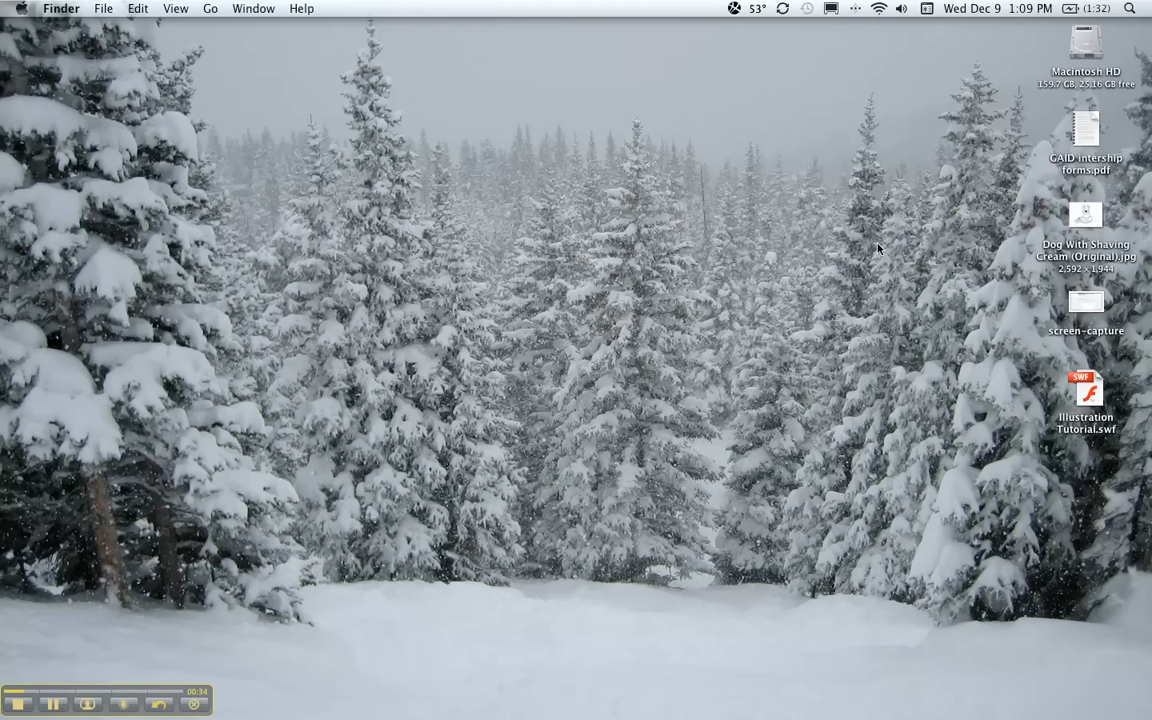 Finder File Edit View Go Window Help 53° Wed Dec 9 1:09 PM (1:32)
Macintosh HD
159.7 GB, 25.16 GB free
GAID intership
forms.pdf
Dog With Shaving
Cream (Original).jpg
2,592 × 1,944
screen-capture
SWF
Illustration
Tutorial.swf
00:34